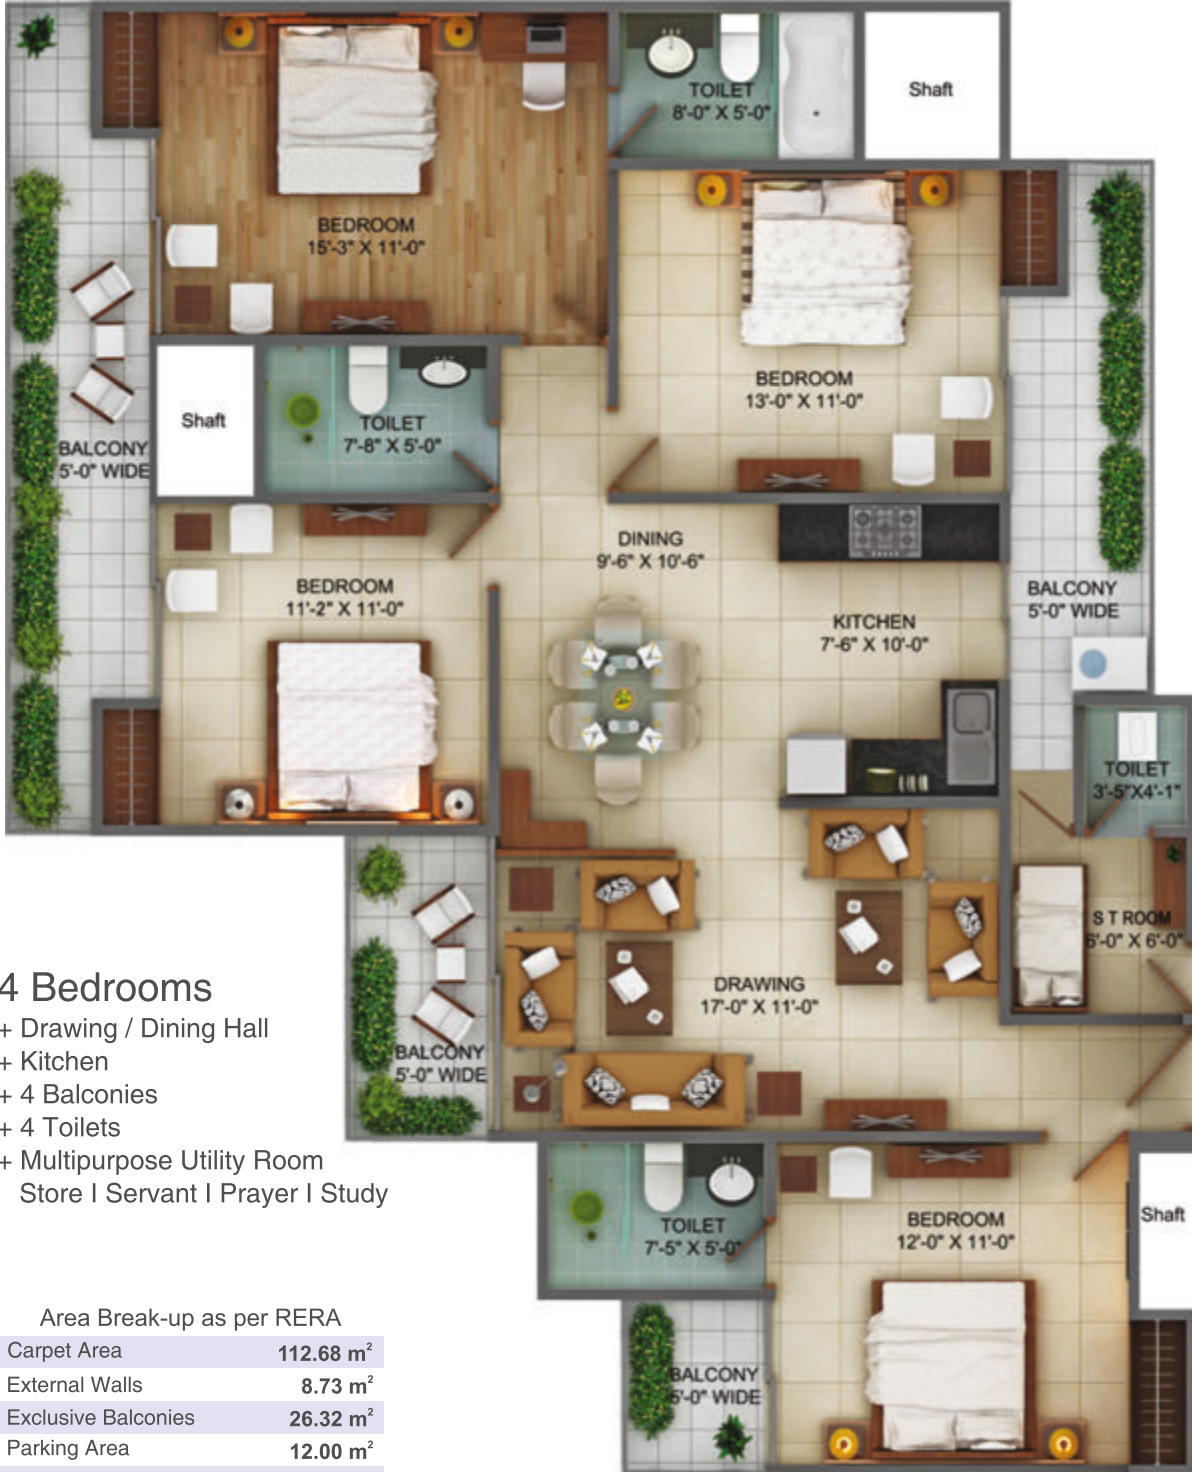 TOILET
8'-0" X 5'-0"
Shaft
BEDROOM
15'-3" X 11'-0"
BEDROOM
13'-0" X 11'-0"
Shaft
TOILET
7'-8" X 5'-0"
BALCONY
5'-0" WIDE
DINING
9'-6" X 10'-6"
BEDROOM
11'-2" X 11'-0"
KITCHEN
7'-6" X 10'-0"
BALCONY
5'-0" WIDE
TOILET
3'-5"X4'-1"
S T ROOM
6'-0" X 6'-0"
DRAWING
17'-0" X 11'-0"
BALCONY
5'-0" WIDE
4 Bedrooms
+ Drawing / Dining Hall
+ Kitchen
+ 4 Balconies
+ 4 Toilets
+ Multipurpose Utility Room
Store I Servant I Prayer I Study
TOILET
7'-5" X 5'-0"
BEDROOM
12'-0" X 11'-0"
Shaft
BALCONY
5'-0" WIDE
Area Break-up as per RERA
Carpet Area 112.68 m²
External Walls 8.73 m²
Exclusive Balconies 26.32 m²
Parking Area 12.00 m²